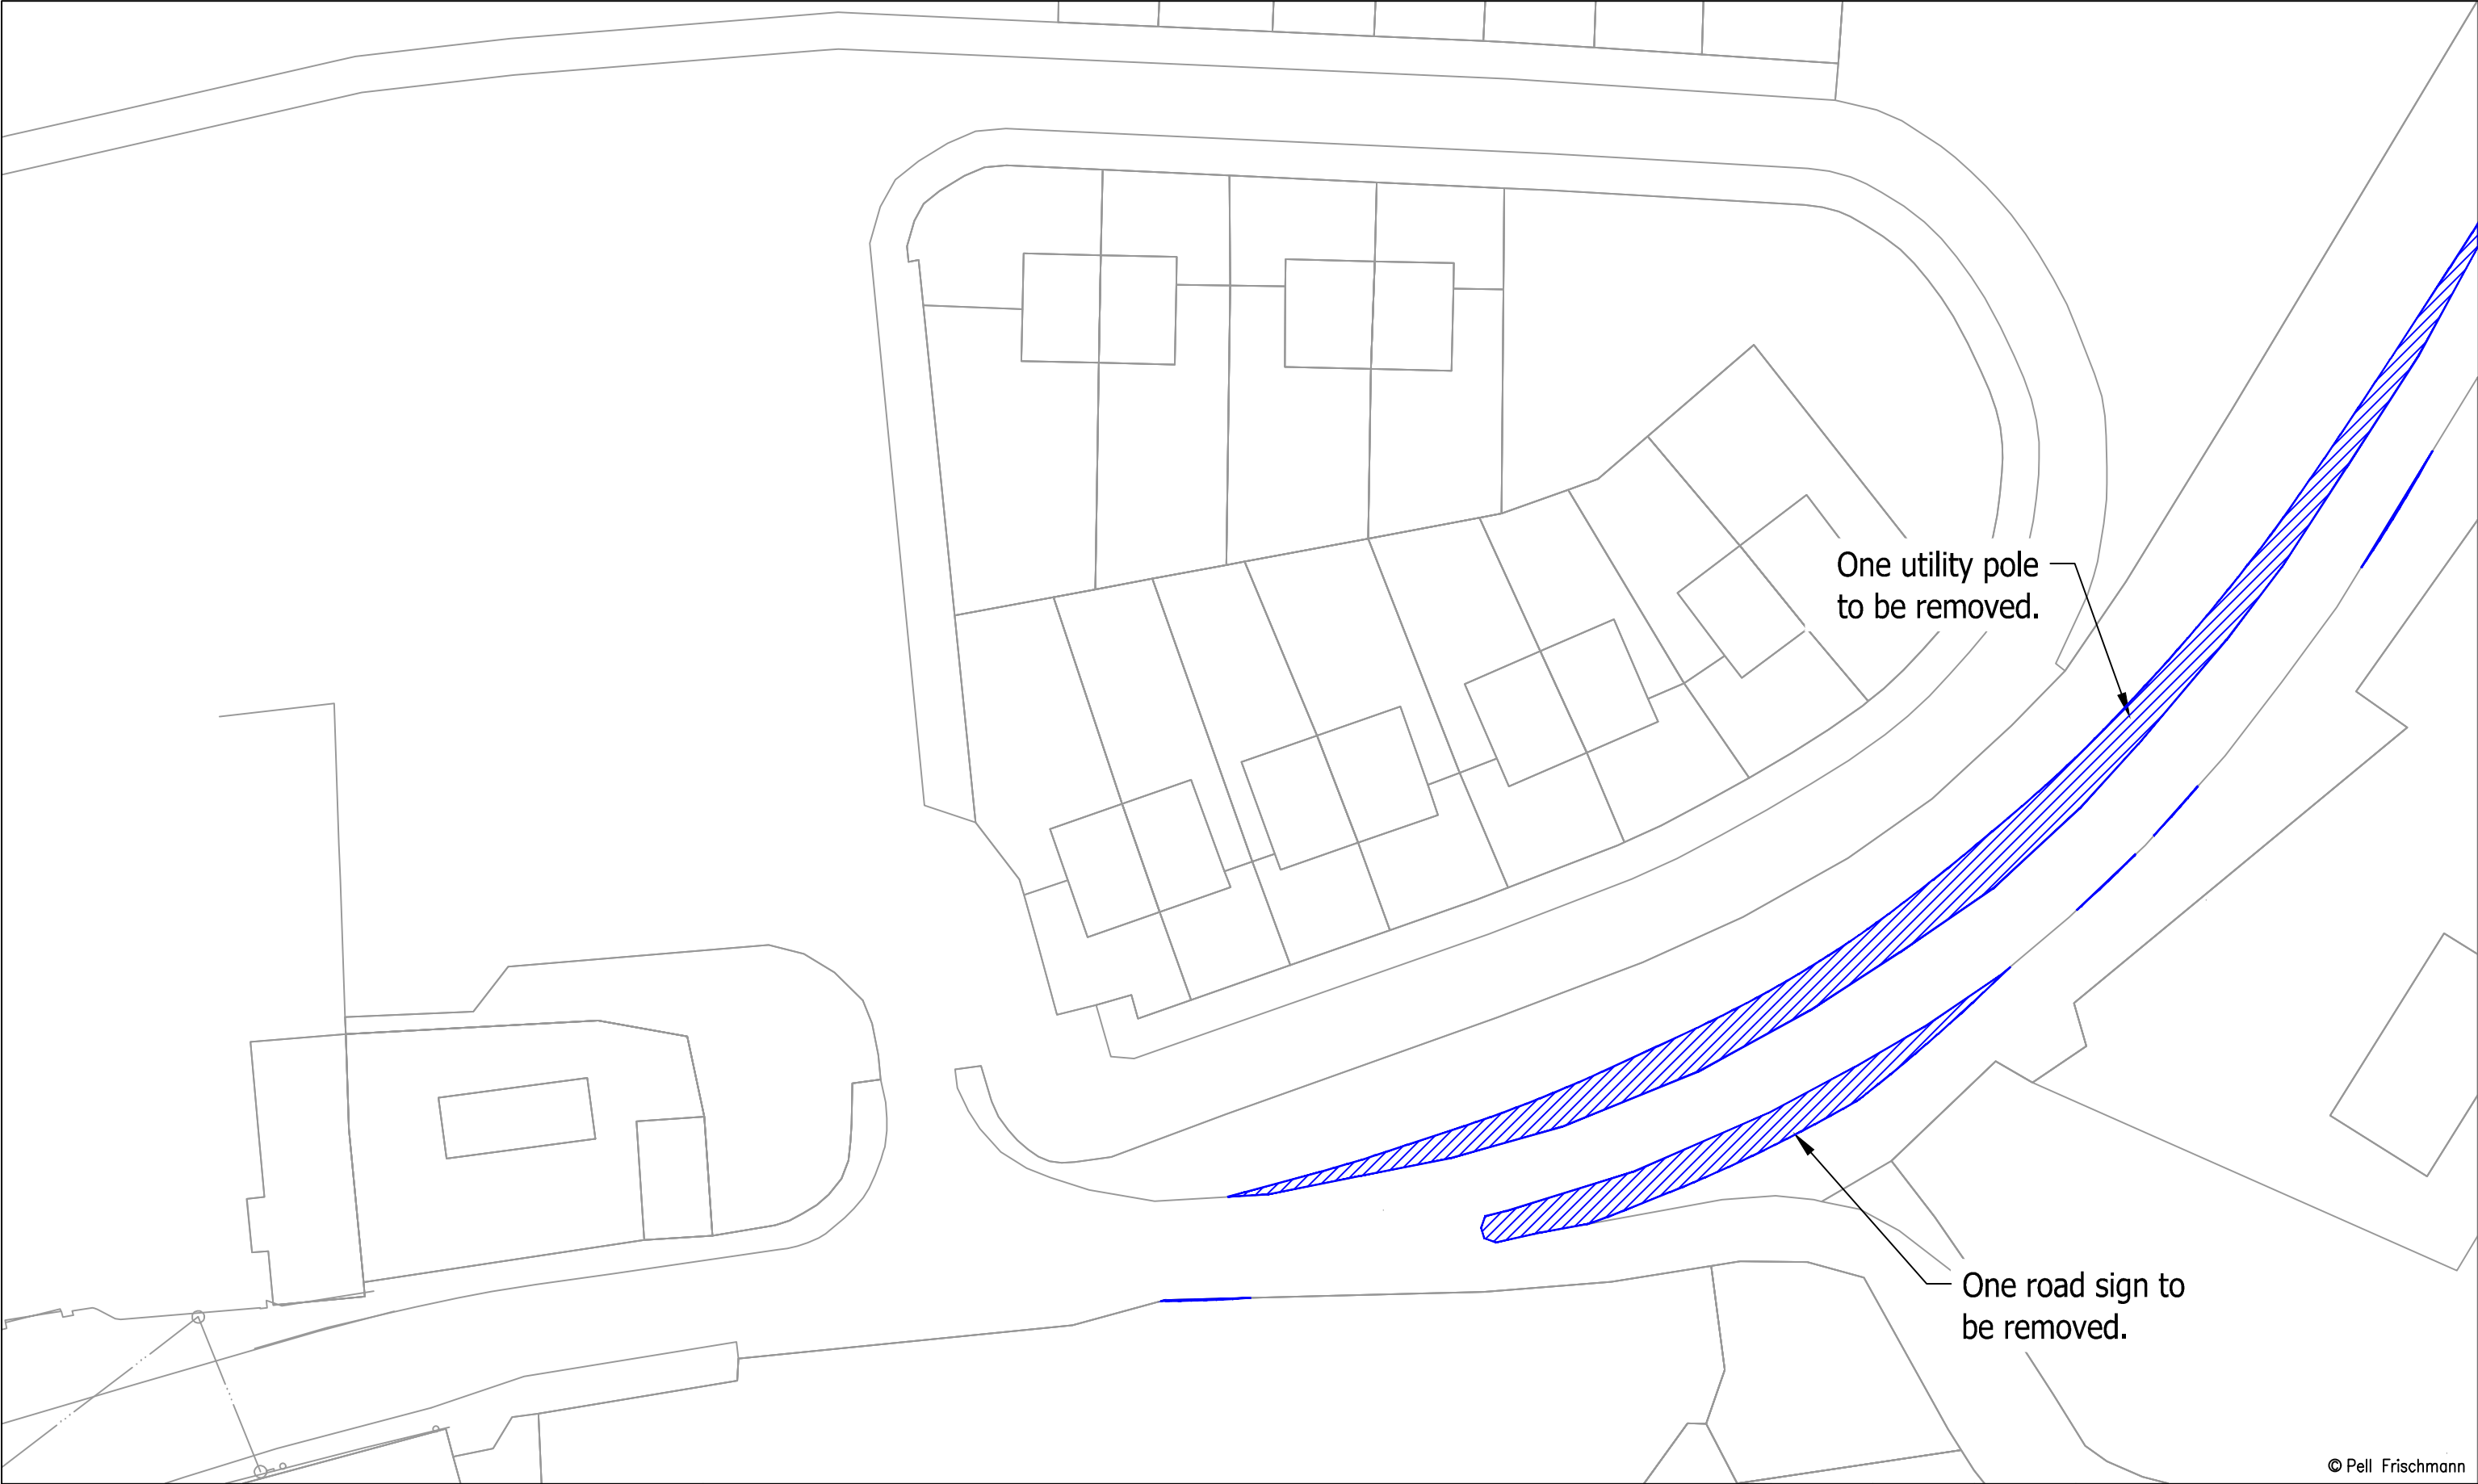 One utility pole
to be removed.
One road sign to
be removed.
© Pell Frischmann